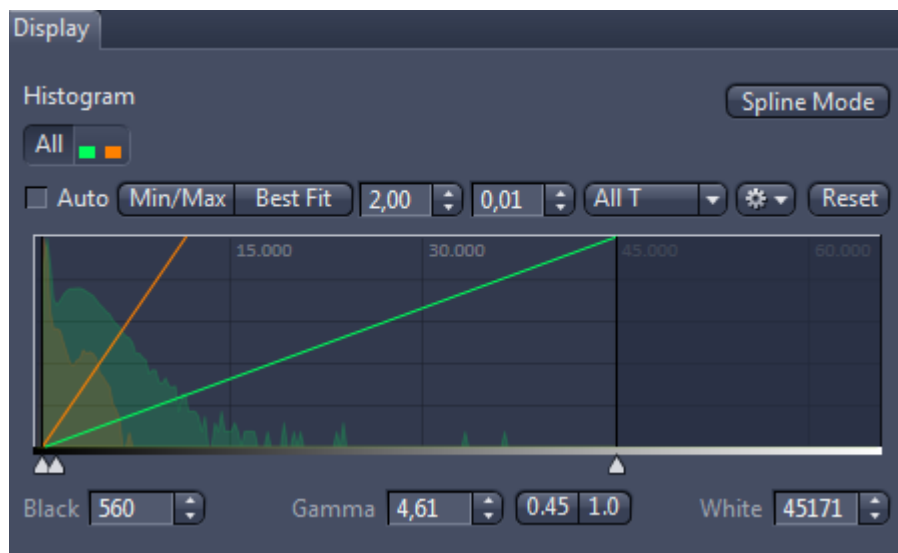 Display
Histogram
Spline Mode
All
Auto Min/Max Best Fit 2,00 0,01 All T Reset
15.000 30.000 45.000 60.000
Black 560 Gamma 4,61 0.45 1.0 White 45171